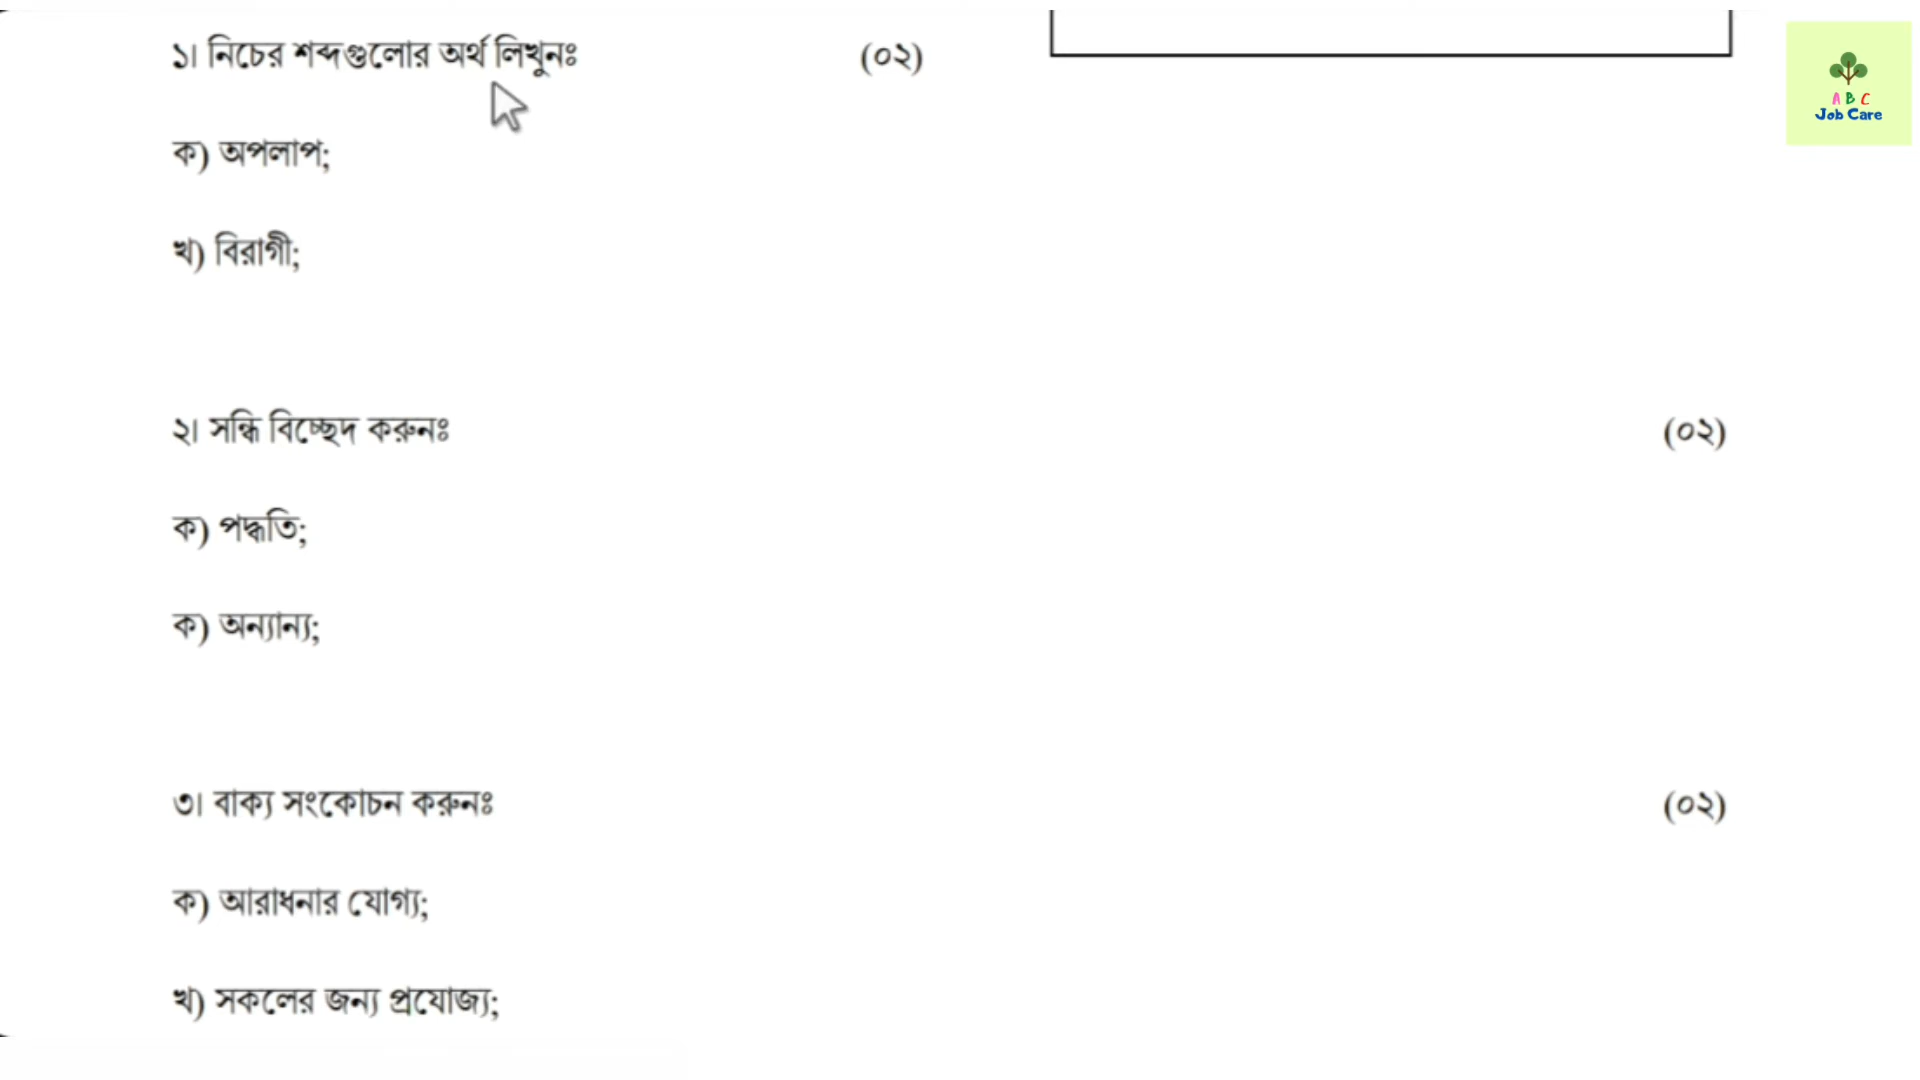 ১। নিচের শব্দগুলোর অর্থ লিখুনঃ (০২)
A B C
Job Care
ক) অপলাপ;
খ) বিরাগী;
২। সন্ধি বিচ্ছেদ করুনঃ (০২)
ক) পদ্ধতি;
ক) অন্যান্য;
৩। বাক্য সংকোচন করুনঃ (০২)
ক) আরাধনার যোগ্য;
খ) সকলের জন্য প্রযোজ্য;